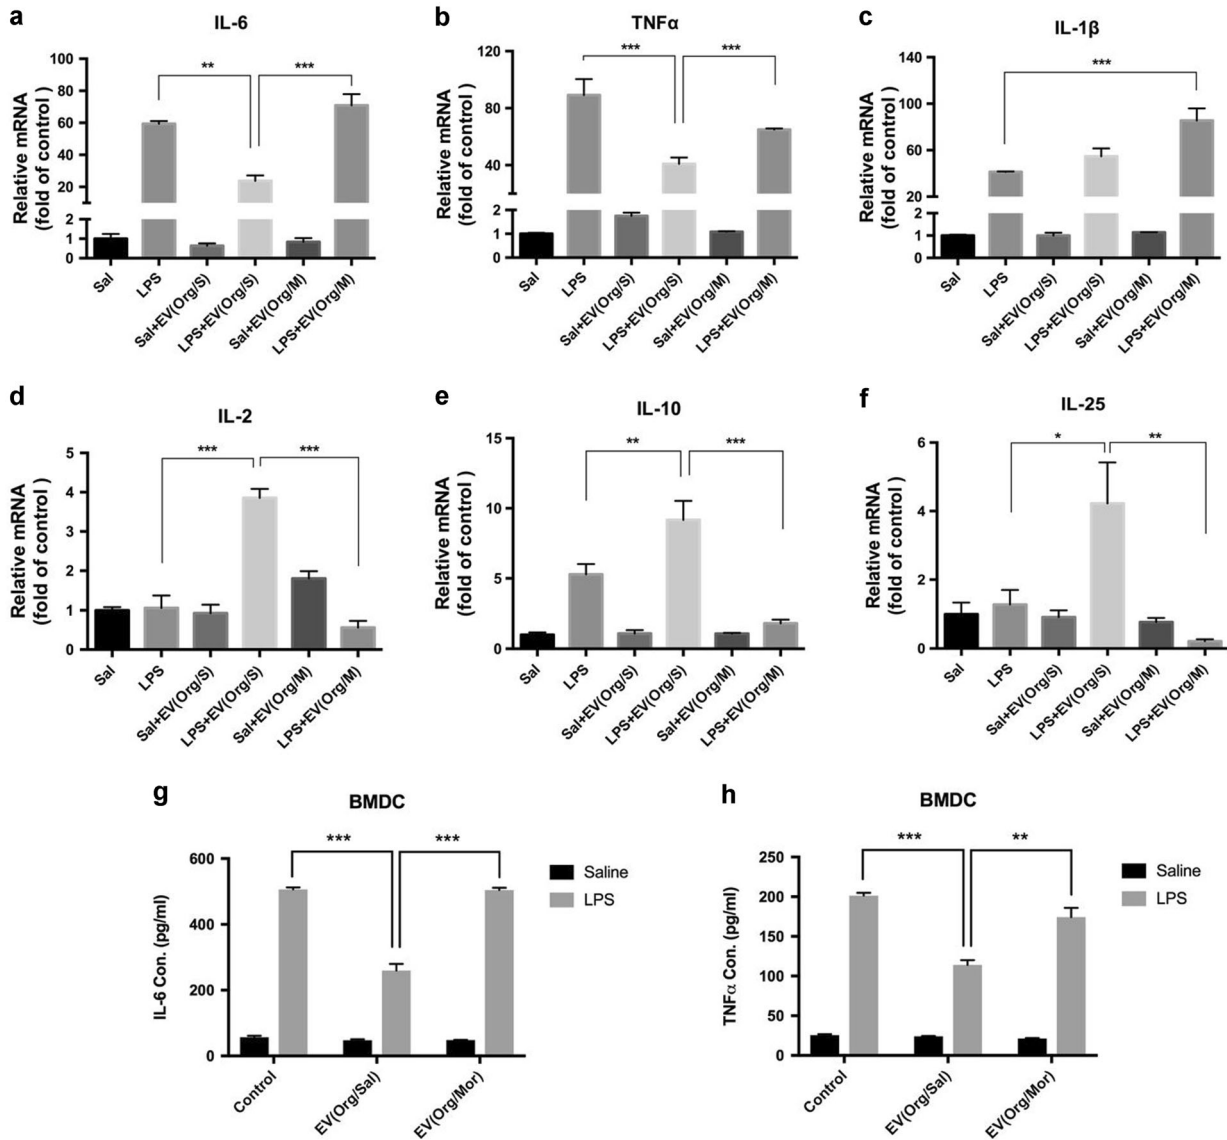 a
IL-6
Relative mRNA
(fold of control )
100
80
60
40
20
2
1
0
**
***
Sal
LPS
Sal+EV(Org/S)
LPS+EV(Org/S)
Sal+EV(Org/M)
LPS+EV(Org/M)
b
TNFα
Relative mRNA
(fold of control )
120
80
40
2
1
0
***
***
Sal
LPS
Sal+EV(Org/S)
LPS+EV(Org/S)
Sal+EV(Org/M)
LPS+EV(Org/M)
c
IL-1β
Relative mRNA
(fold of control )
140
100
60
20
2
1
0
***
Sal
LPS
Sal+EV(Org/S)
LPS+EV(Org/S)
Sal+EV(Org/M)
LPS+EV(Org/M)
d
IL-2
Relative mRNA
(fold of control )
5
4
3
2
1
0
***
***
Sal
LPS
Sal+EV(Org/S)
LPS+EV(Org/S)
Sal+EV(Org/M)
LPS+EV(Org/M)
e
IL-10
Relative mRNA
(fold of control )
15
10
5
0
**
***
Sal
LPS
Sal+EV(Org/S)
LPS+EV(Org/S)
Sal+EV(Org/M)
LPS+EV(Org/M)
f
IL-25
Relative mRNA
(fold of control )
6
4
2
0
*
**
Sal
LPS
Sal+EV(Org/S)
LPS+EV(Org/S)
Sal+EV(Org/M)
LPS+EV(Org/M)
g
BMDC
IL-6 Con. (pg/ml)
600
400
200
0
***
***
Saline
LPS
Control
EV(Org/Sal)
EV(Org/Mor)
h
BMDC
TNFα Con. (pg/ml)
250
200
150
100
50
0
***
**
Saline
LPS
Control
EV(Org/Sal)
EV(Org/Mor)